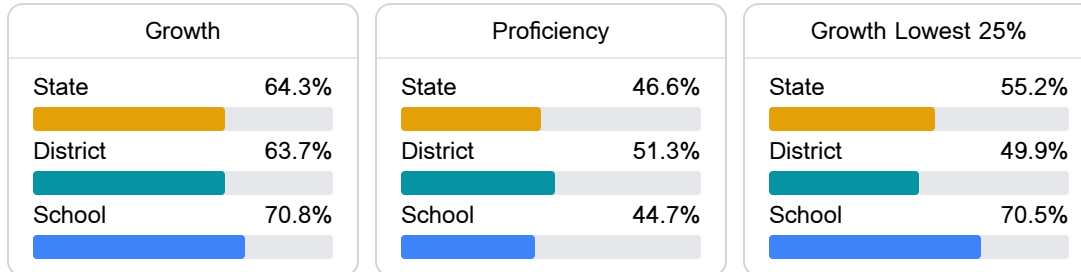 Growth
State 64.3%
District 63.7%
School 70.8%
Proficiency
State 46.6%
District 51.3%
School 44.7%
Growth Lowest 25%
State 55.2%
District 49.9%
School 70.5%